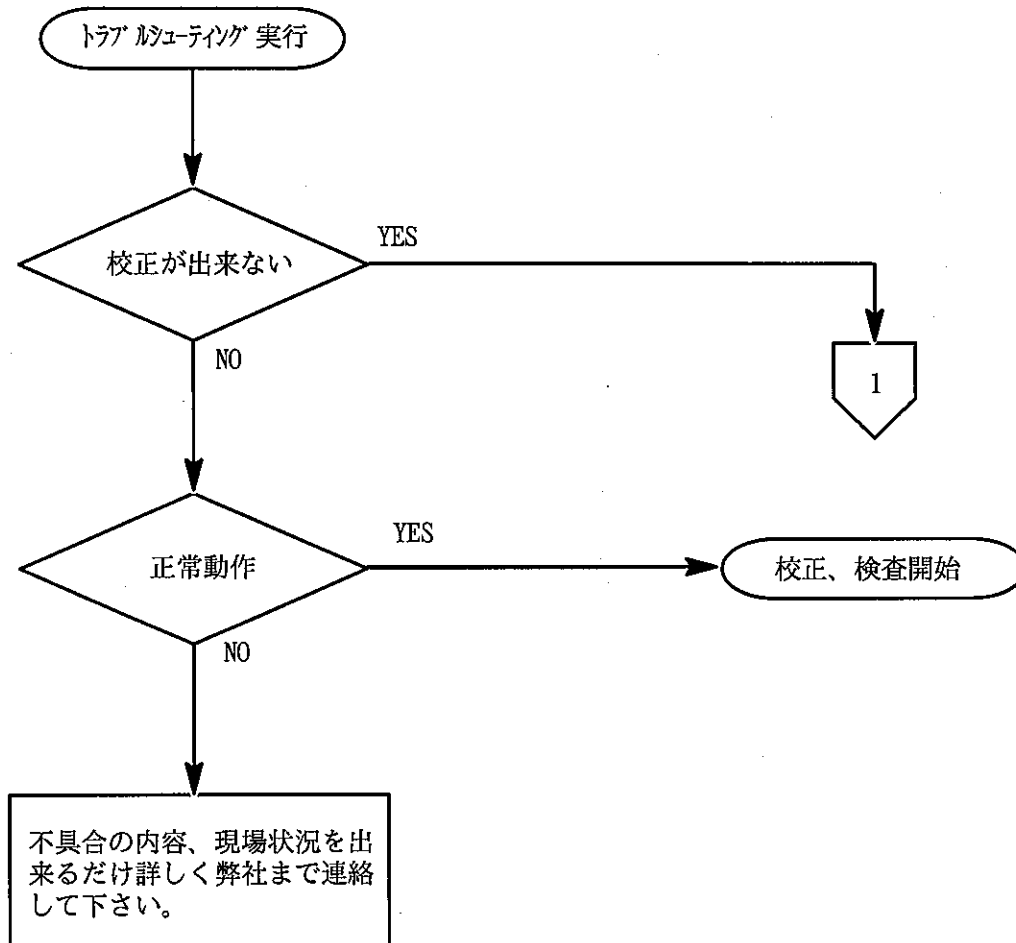 ﾄﾗﾌﾞﾙｼｭｰﾃｨﾝｸﾞ実行
校正が出来ない
YES
NO
1
正常動作
YES
校正、検査開始
NO
不具合の内容、現場状況を出
来るだけ詳しく弊社まで連絡
して下さい。